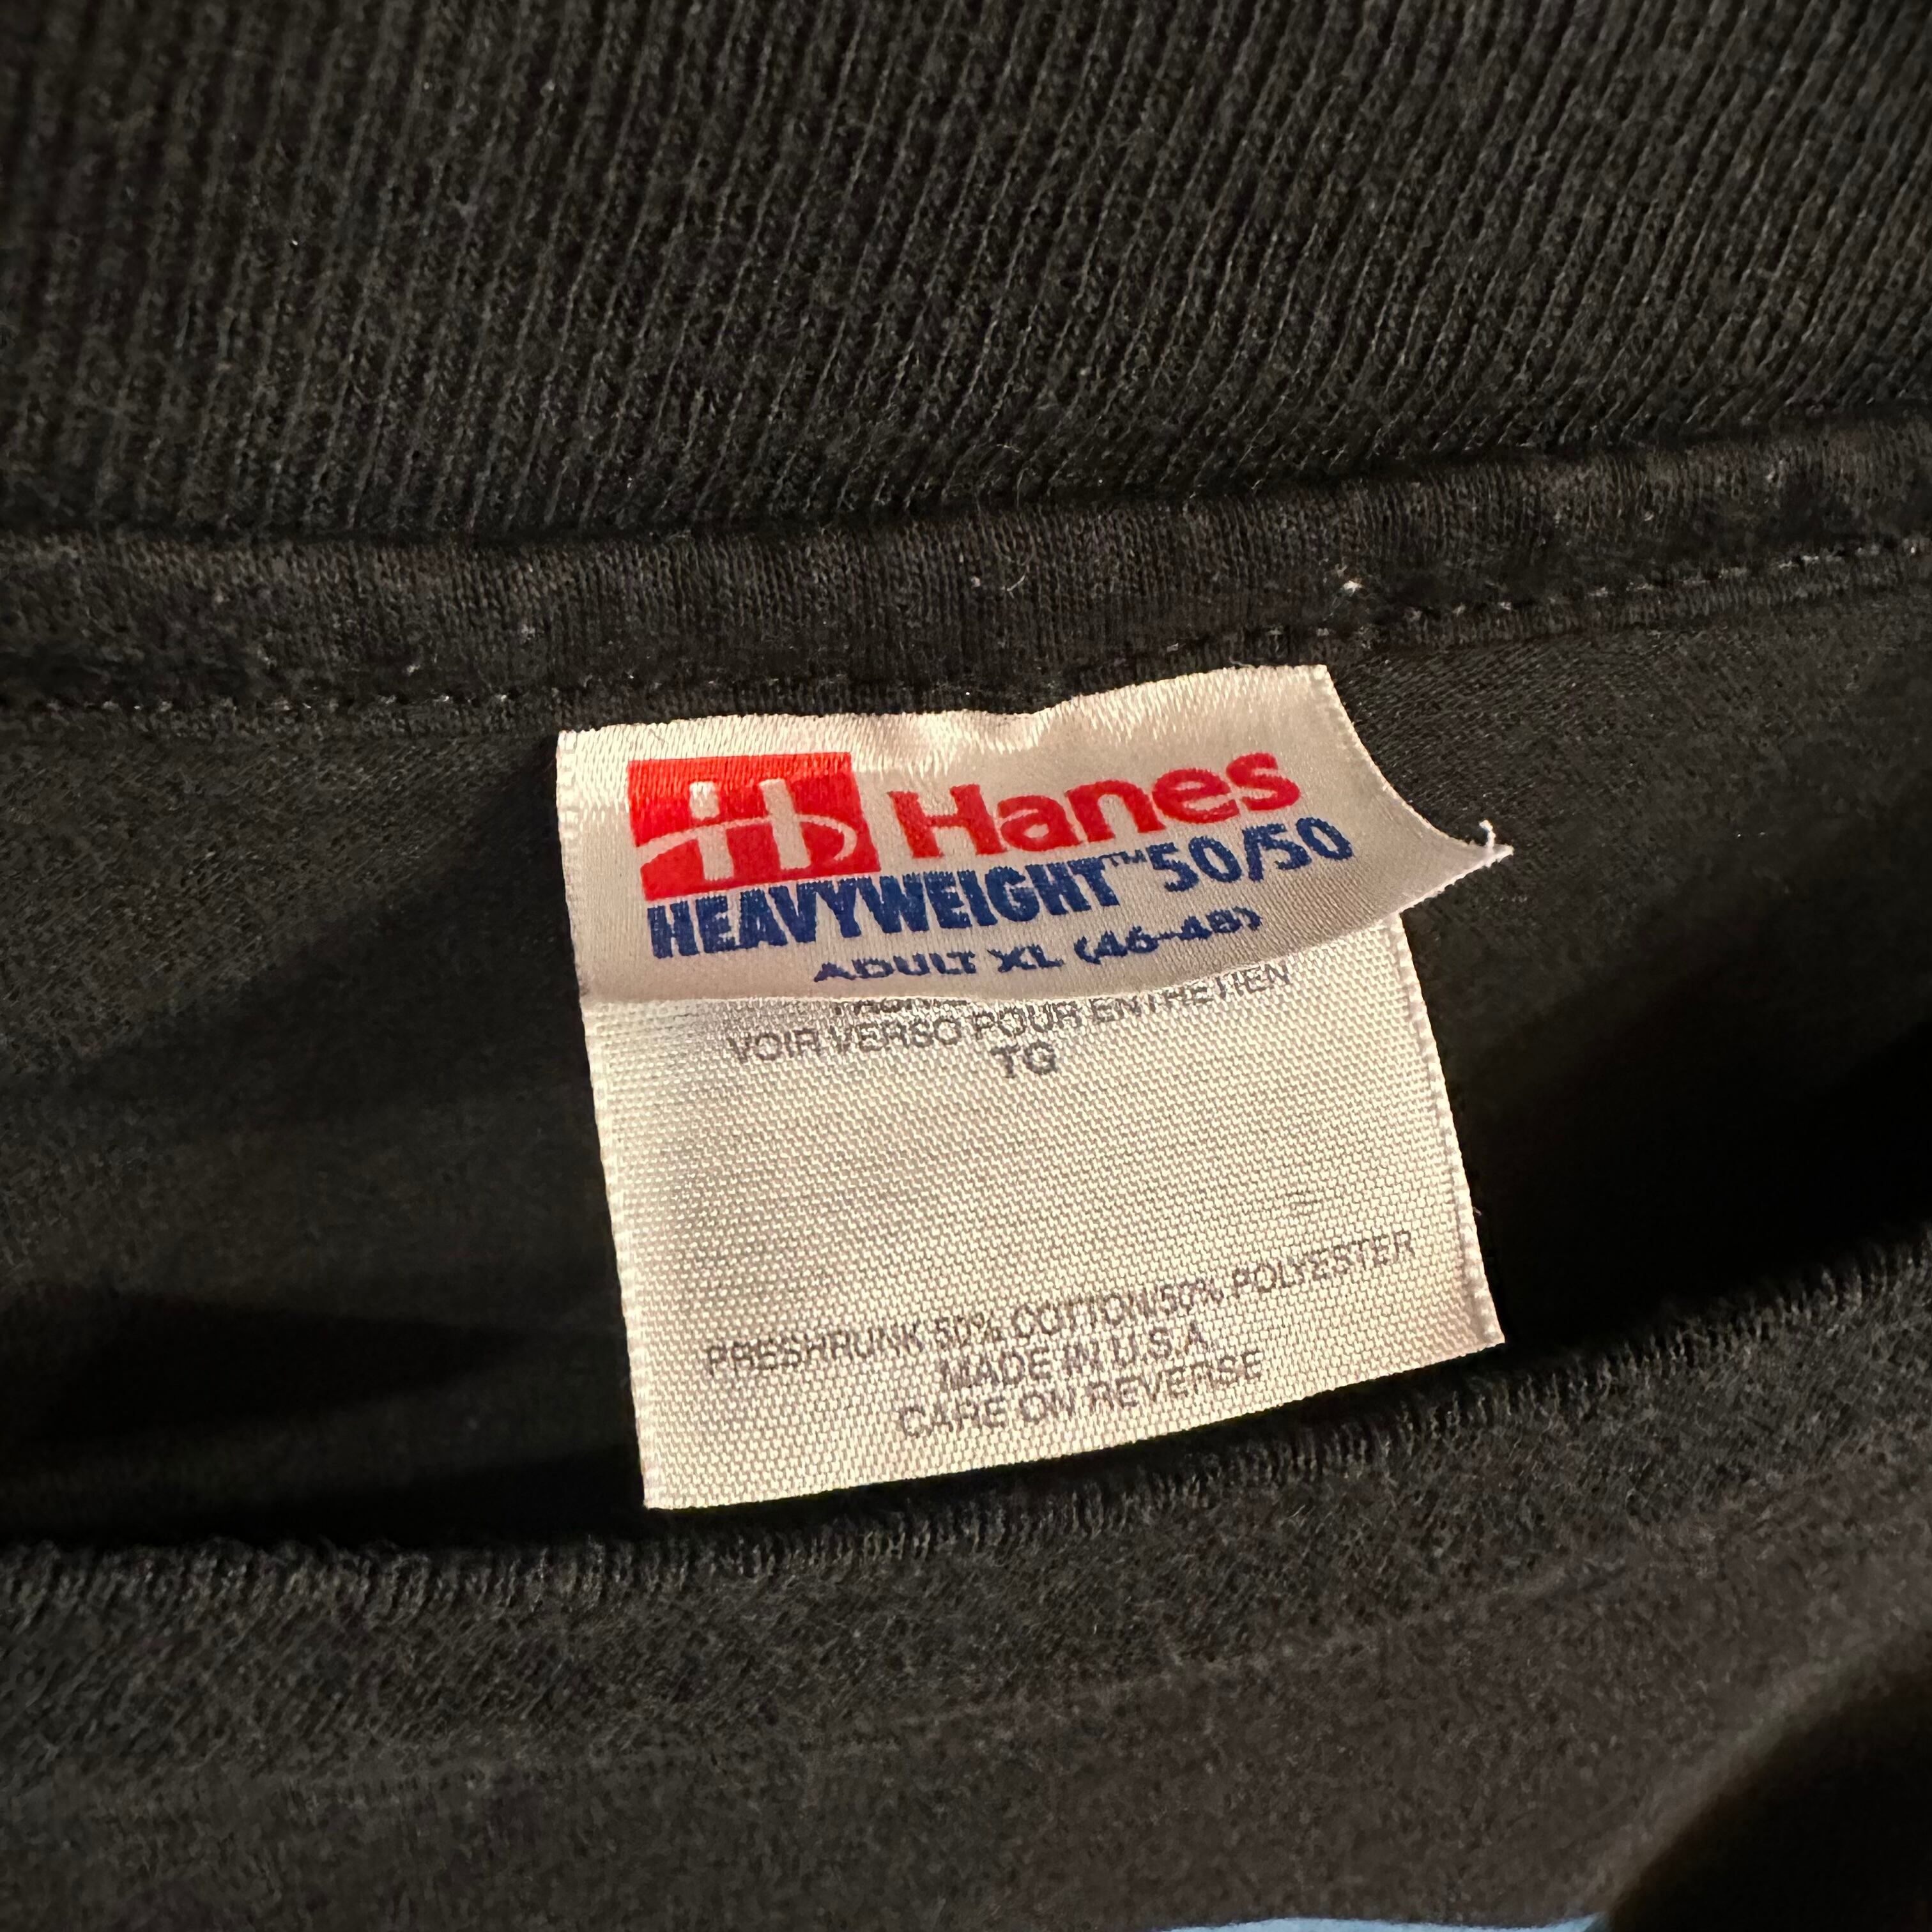 Hanes
HEAVYWEIGHT™ 50/50
ADULT XL (46-48)
VOIR VERSO POUR ENTRETIEN
TG
PRESHRUNK 50% COTTON/50% POLYESTER
MADE IN U.S.A.
CARE ON REVERSE